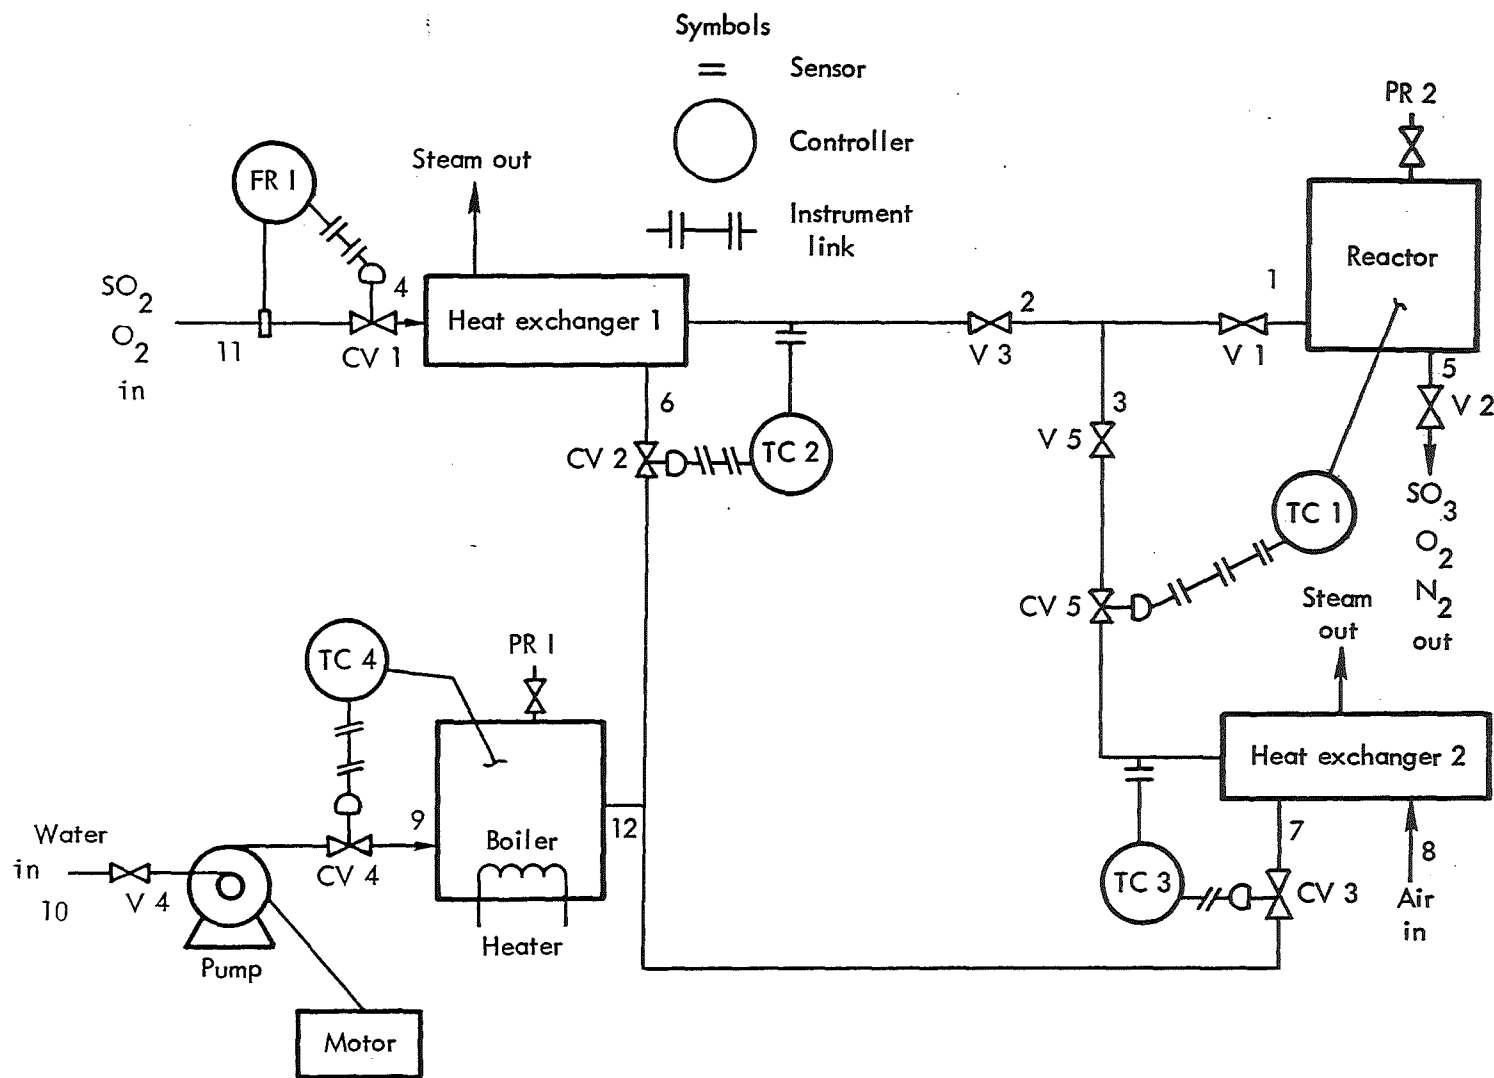 Symbols
Sensor
Controller
Instrument
link
PR 2
Steam out
FR 1
Reactor
SO2
O2
in
11
4
CV 1
Heat exchanger 1
V 3
2
1
V 1
5
V 2
6
CV 2
TC 2
3
V 5
TC 1
SO3
O2
N2
out
CV 5
Steam
out
TC 4
PR 1
Heat exchanger 2
Water
in
10
V 4
CV 4
9
Boiler
12
7
8
TC 3
CV 3
Air
in
Pump
Heater
Motor